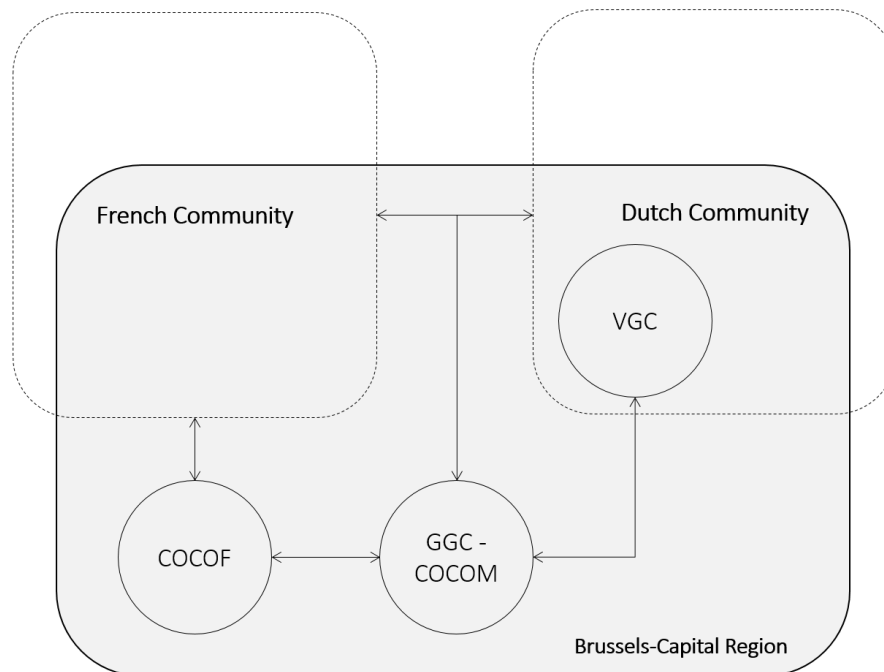 French Community
Dutch Community
VGC
COCOF
GGC -
COCOM
Brussels-Capital Region